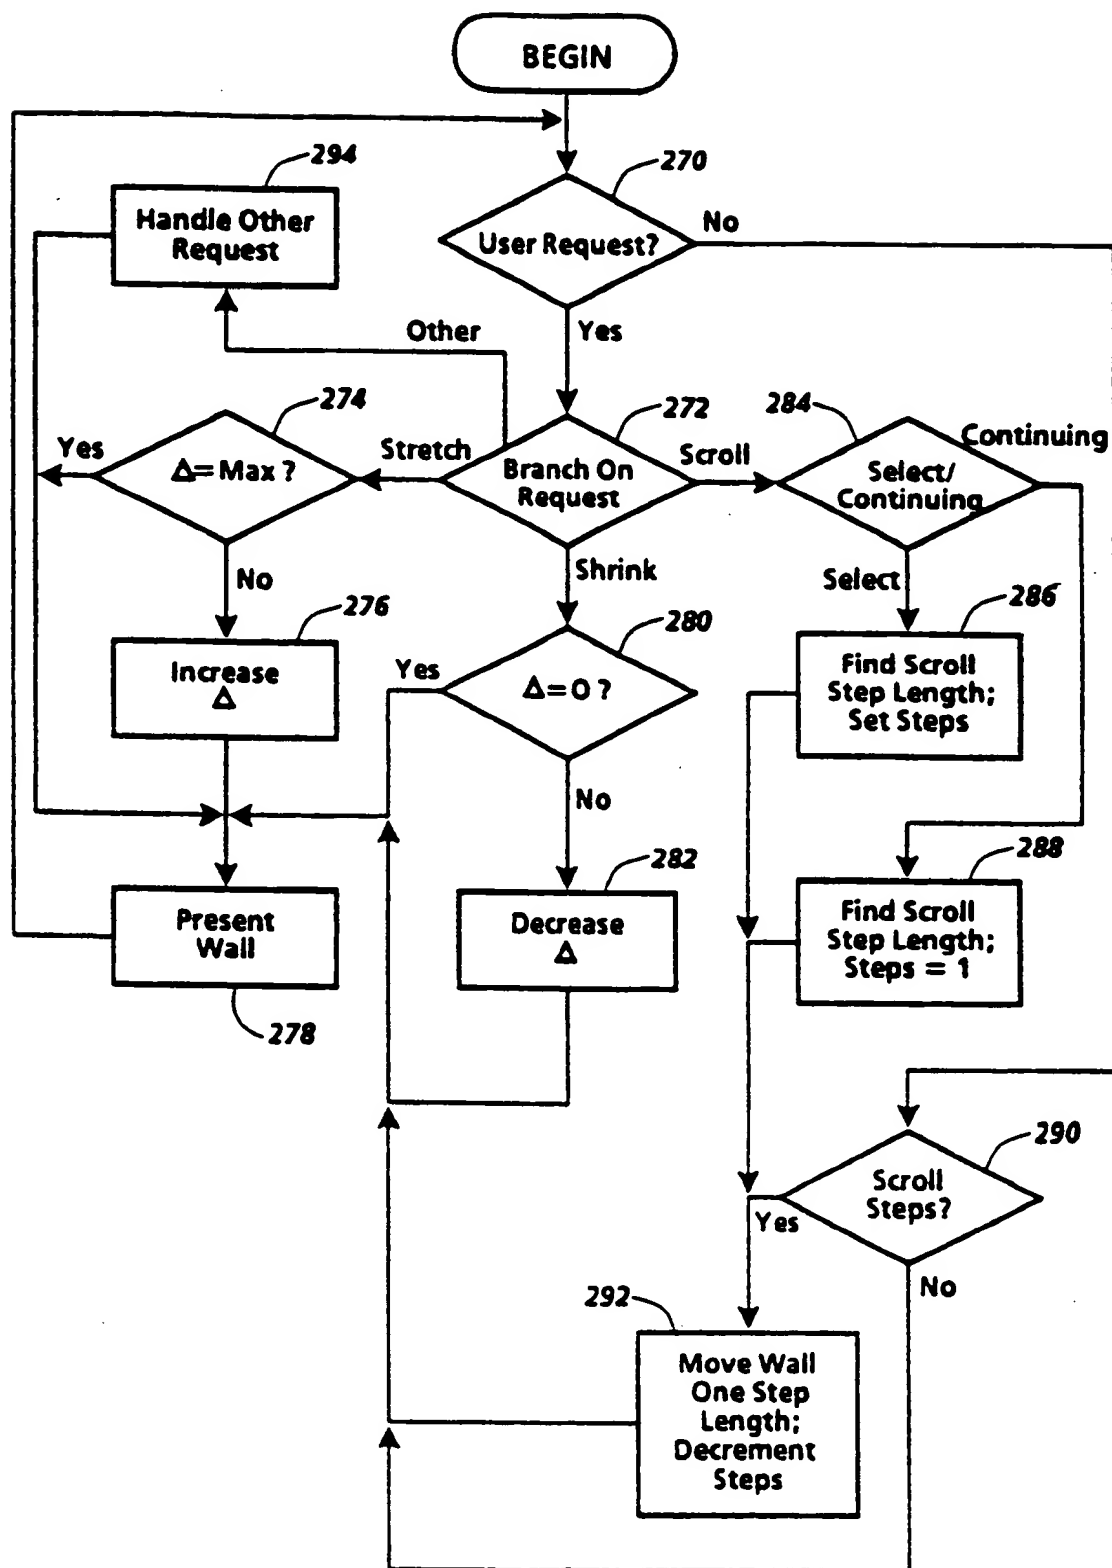 BEGIN
294
270
Handle Other
Request
User Request?
No
Other
Yes
274
272
284
Continuing
Yes
Δ= Max ?
Stretch
Branch On
Request
Scroll
Select/
Continuing
No
Shrink
Select
276
280
286
Increase
Δ
Yes
Δ=0 ?
Find Scroll
Step Length;
Set Steps
No
282
288
Present
Wall
Decrease
Δ
Find Scroll
Step Length;
Steps = 1
278
290
Scroll
Steps?
Yes
No
292
Move Wall
One Step
Length;
Decrement
Steps